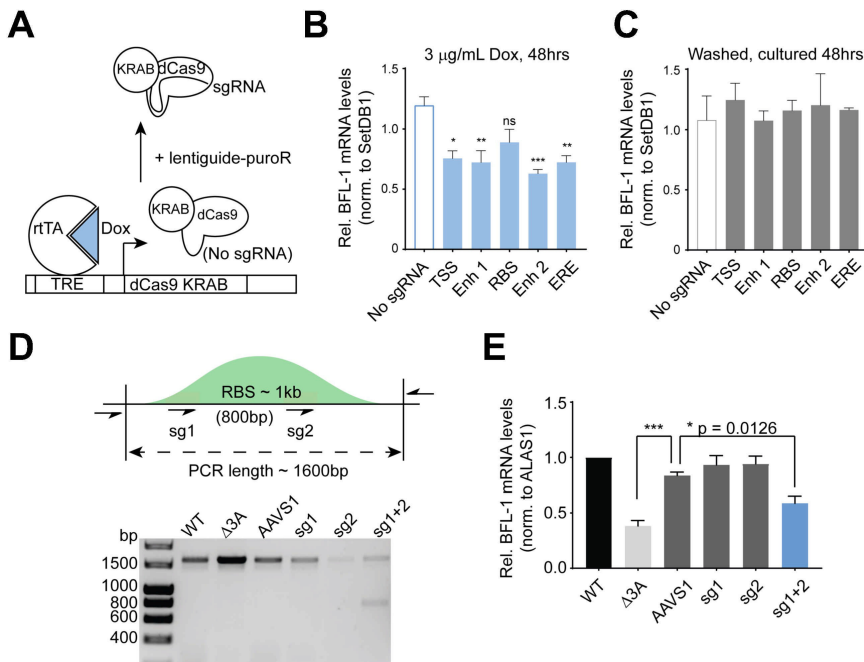 A
KRAB
dCas9
sgRNA
+ lentiguide-puroR
rtTA
Dox
KRAB
dCas9
(No sgRNA)
TRE
dCas9 KRAB
B
3 μg/mL Dox, 48hrs
Rel. BFL-1 mRNA levels
(norm. to SetDB1)
1.5
1.0
0.5
0
*
**
ns
***
**
No sgRNA
TSS
Enh 1
RBS
Enh 2
ERE
C
Washed, cultured 48hrs
Rel. BFL-1 mRNA levels
(norm. to SetDB1)
1.5
1.0
0.5
0
No sgRNA
TSS
Enh 1
RBS
Enh 2
ERE
D
RBS ~ 1kb
(800bp)
sg1
sg2
PCR length ~ 1600bp
bp
WT
Δ3A
AAVS1
sg1
sg2
sg1+2
1500
1000
800
600
400
E
Rel. BFL-1 mRNA levels
(norm. to ALAS1)
1.5
1.0
0.5
0.0
***
* p = 0.0126
WT
Δ3A
AAVS1
sg1
sg2
sg1+2